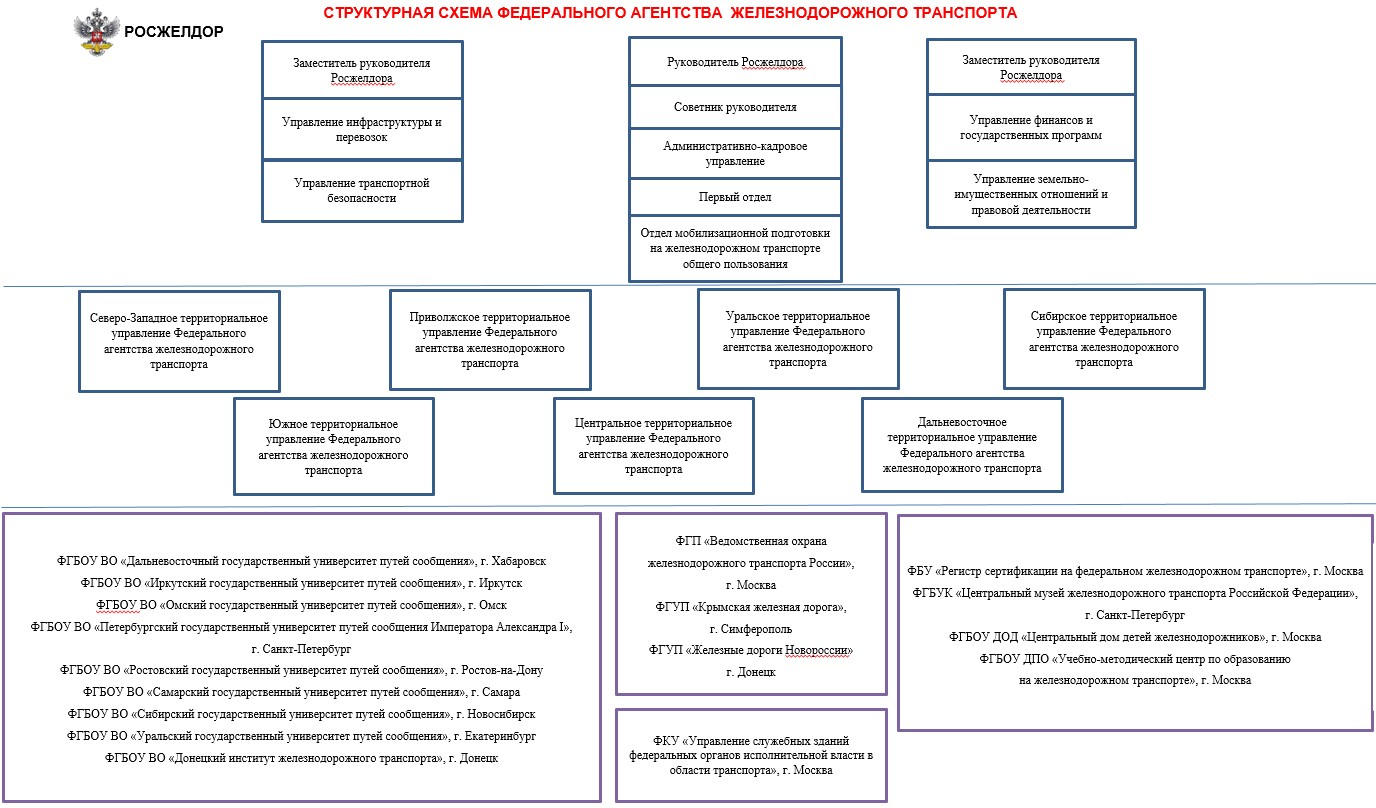 СТРУКТУРНАЯ СХЕМА ФЕДЕРАЛЬНОГО АГЕНТСТВА ЖЕЛЕЗНОДОРОЖНОГО ТРАНСПОРТА
РОСЖЕЛДОР
Заместитель руководителя
Росжелдора
Управление инфраструктуры и
перевозок
Управление транспортной
безопасности
Руководитель Росжелдора
Советник руководителя
Административно-кадровое
управление
Первый отдел
Отдел мобилизационной подготовки
на железнодорожном транспорте
общего пользования
Заместитель руководителя
Росжелдора
Управление финансов и
государственных программ
Управление земельно-
имущественных отношений и
правовой деятельности
Северо-Западное территориальное
управление Федерального
агентства железнодорожного
транспорта
Приволжское территориальное
управление Федерального
агентства железнодорожного
транспорта
Уральское территориальное
управление Федерального
агентства железнодорожного
транспорта
Сибирское территориальное
управление Федерального
агентства железнодорожного
транспорта
Южное территориальное
управление Федерального
агентства железнодорожного
транспорта
Центральное территориальное
управление Федерального
агентства железнодорожного
транспорта
Дальневосточное
территориальное управление
Федерального агентства
железнодорожного транспорта
ФГБОУ ВО «Дальневосточный государственный университет путей сообщения», г. Хабаровск
ФГБОУ ВО «Иркутский государственный университет путей сообщения», г. Иркутск
ФГБОУ ВО «Омский государственный университет путей сообщения», г. Омск
ФГБОУ ВО «Петербургский государственный университет путей сообщения Императора Александра I»,
г. Санкт-Петербург
ФГБОУ ВО «Ростовский государственный университет путей сообщения», г. Ростов-на-Дону
ФГБОУ ВО «Самарский государственный университет путей сообщения», г. Самара
ФГБОУ ВО «Сибирский государственный университет путей сообщения», г. Новосибирск
ФГБОУ ВО «Уральский государственный университет путей сообщения», г. Екатеринбург
ФГБОУ ВО «Донецкий институт железнодорожного транспорта», г. Донецк
ФГП «Ведомственная охрана
железнодорожного транспорта России»,
г. Москва
ФГУП «Крымская железная дорога»,
г. Симферополь
ФГУП «Железные дороги Новороссии»
г. Донецк
ФКУ «Управление служебных зданий
федеральных органов исполнительной власти в
области транспорта», г. Москва
ФБУ «Регистр сертификации на федеральном железнодорожном транспорте», г. Москва
ФГБУК «Центральный музей железнодорожного транспорта Российской Федерации»,
г. Санкт-Петербург
ФГБОУ ДОД «Центральный дом детей железнодорожников», г. Москва
ФГБОУ ДПО «Учебно-методический центр по образованию
на железнодорожном транспорте», г. Москва